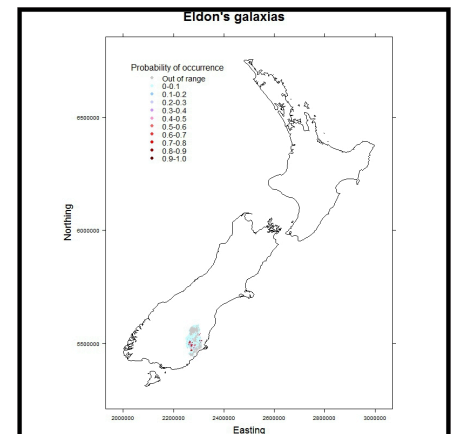 Eldon's galaxias
Probability of occurrence
Out of range
0-0.1
0.1-0.2
0.2-0.3
0.3-0.4
0.4-0.5
0.5-0.6
0.6-0.7
0.7-0.8
0.8-0.9
0.9-1.0
Northing
6500000
6000000
5500000
2000000 2200000 2400000 2600000 2800000 3000000
Easting